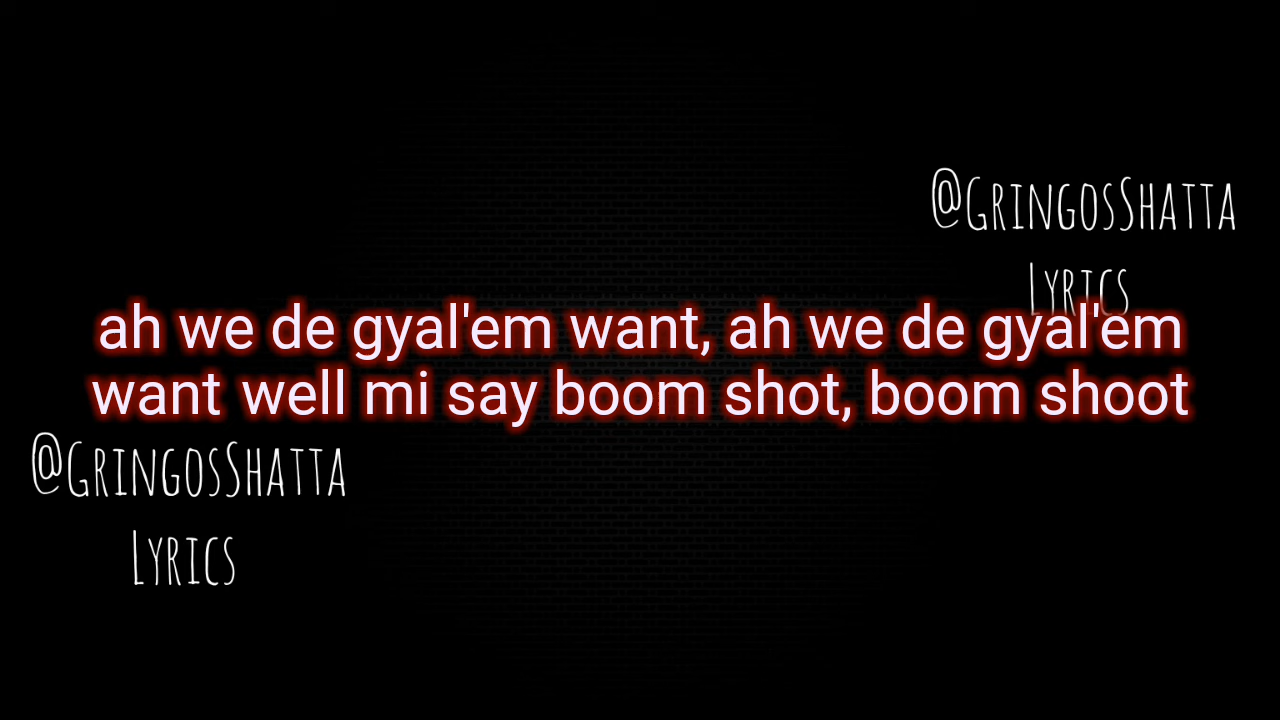 @GringosShatta
Lyrics
ah we de gyal'em want, ah we de gyal'em
want well mi say boom shot, boom shoot
@GringosShatta
Lyrics